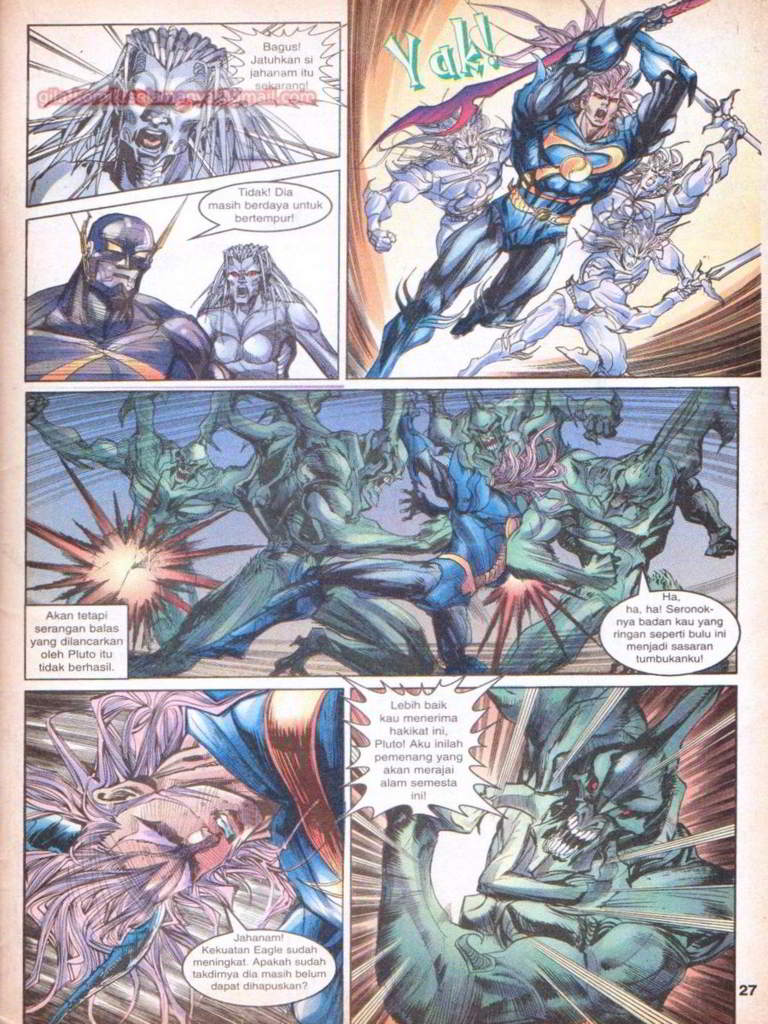 Bagus!
Jatuhkan si
jahanam itu
sekarang!
Yak!
Tidak! Dia
masih berdaya untuk
bertempur!
Akan tetapi
serangan balas
yang dilancarkan
oleh Pluto itu
tidak berhasil.
Ha,
ha, ha! Seronok-
nya badan kau yang
ringan seperti bulu ini
menjadi sasaran
tumbukanku!
Lebih baik
kau menerima
hakikat ini,
Pluto! Aku inilah
pemenang yang
akan merajai
alam semesta
ini!
Jahanam!
Kekuatan Eagle sudah
meningkat. Apakah sudah
takdirnya dia masih belum
dapat dihapuskan?
27